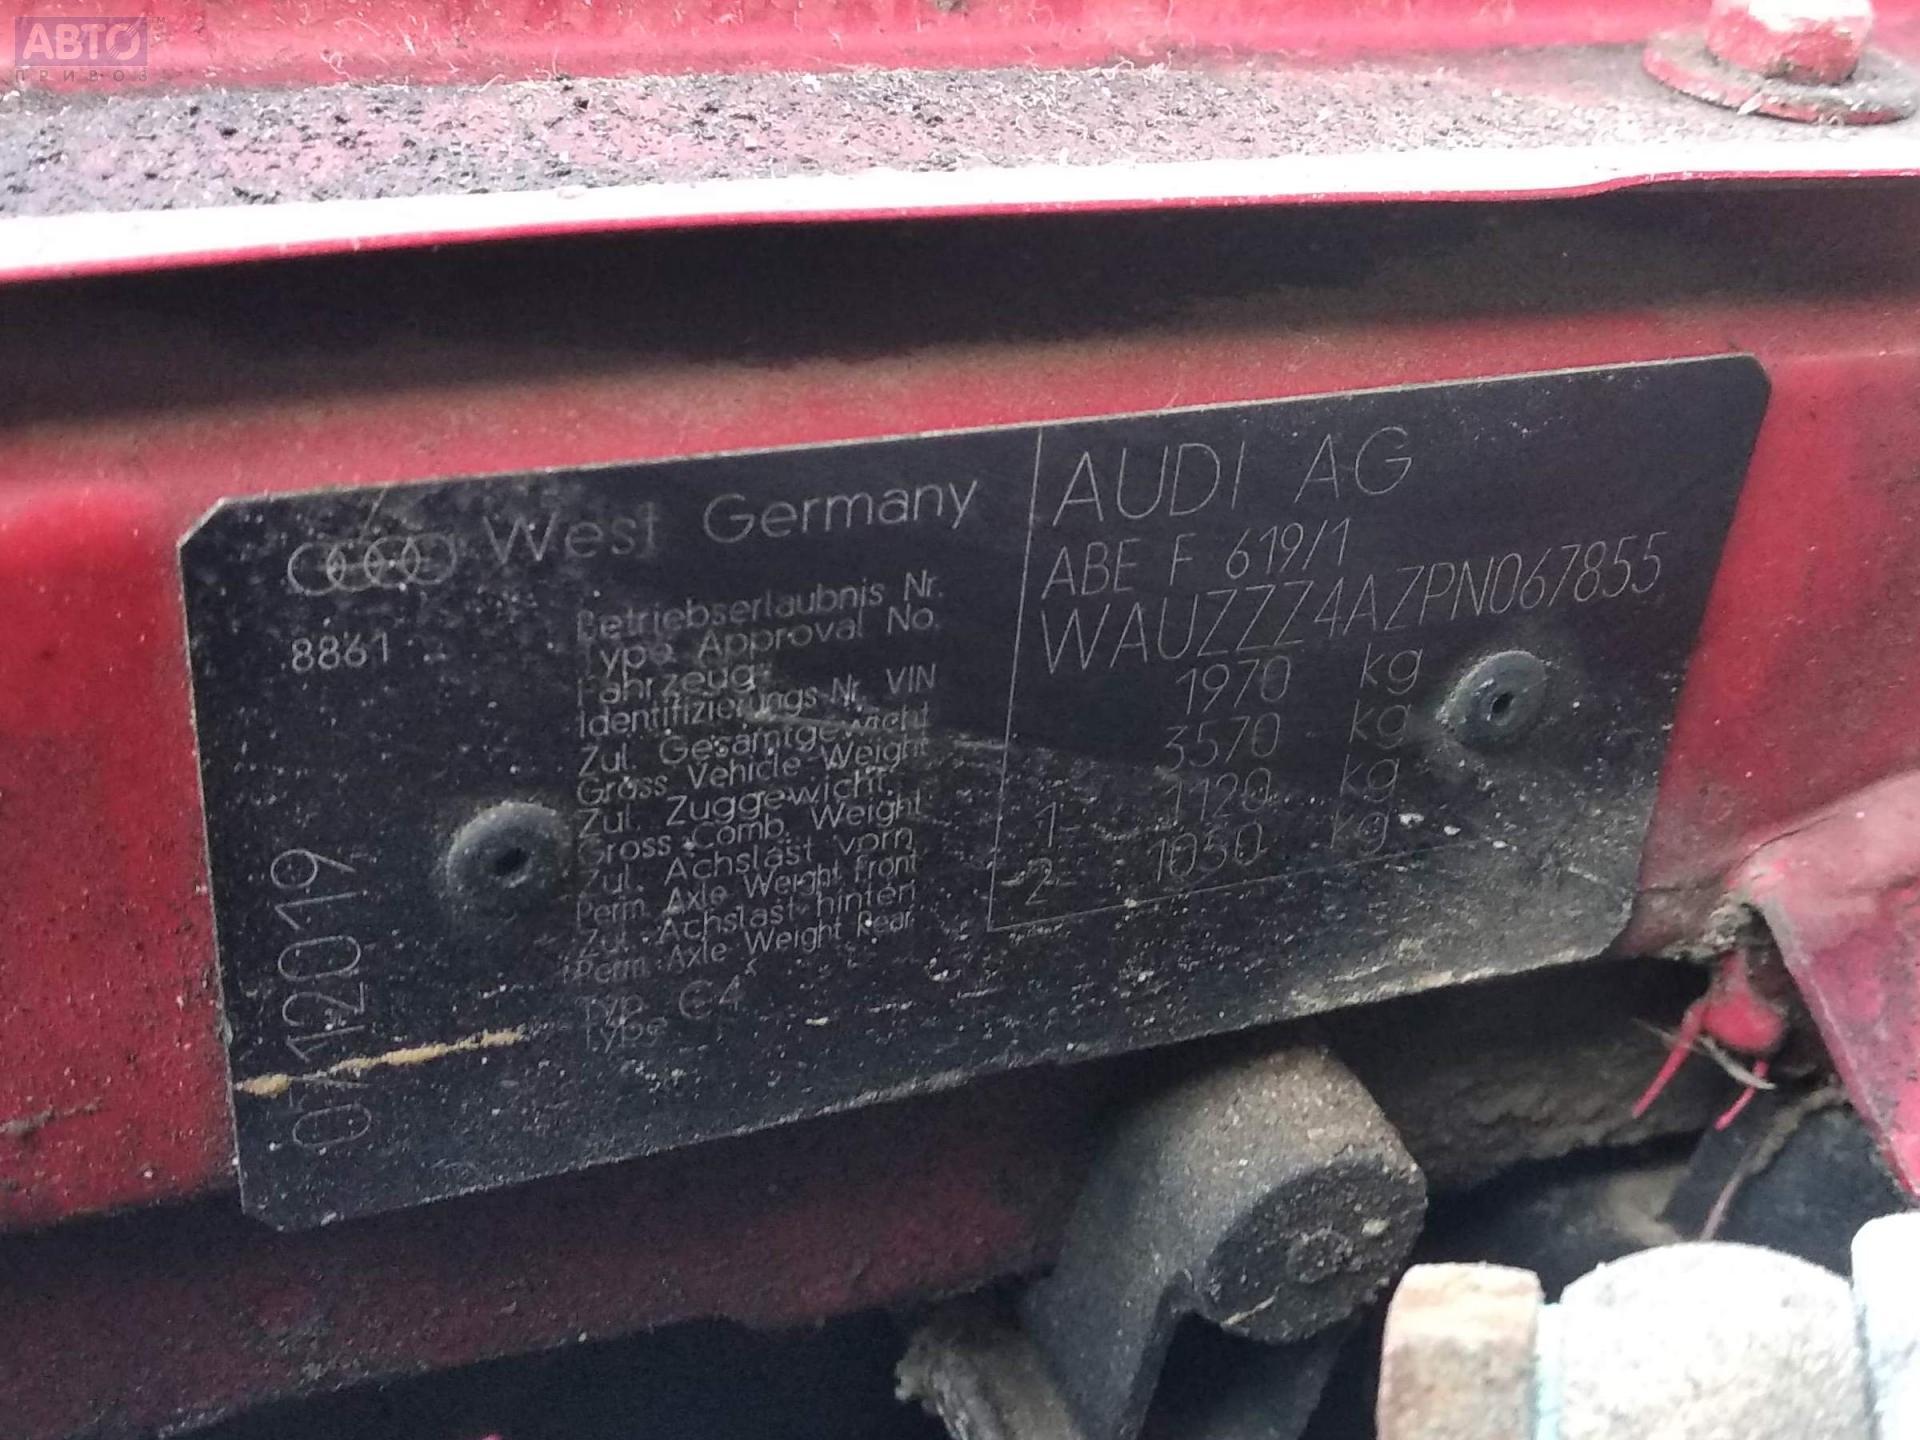 АВТО
ПРИВОЗ
West Germany
8861
Betriebserlaubnis Nr.
Type Approval No.
Fahrzeug-
Identifizierungs-Nr. VIN
Zul. Gesamtgewicht
Gross Vehicle Weight
Zul. Zuggewicht.
Gross Comb. Weight
Zul. Achslast vorn
Perm. Axle Weight Front
Zul. Achslast hinten
Perm. Axle Weight Rear
Typ C4
Type
AUDI AG
ABE F 619/1
WAUZZZ4AZPN067855
1970 kg
3570 kg
1- 1120 kg
-2- 1050 kg
07112019